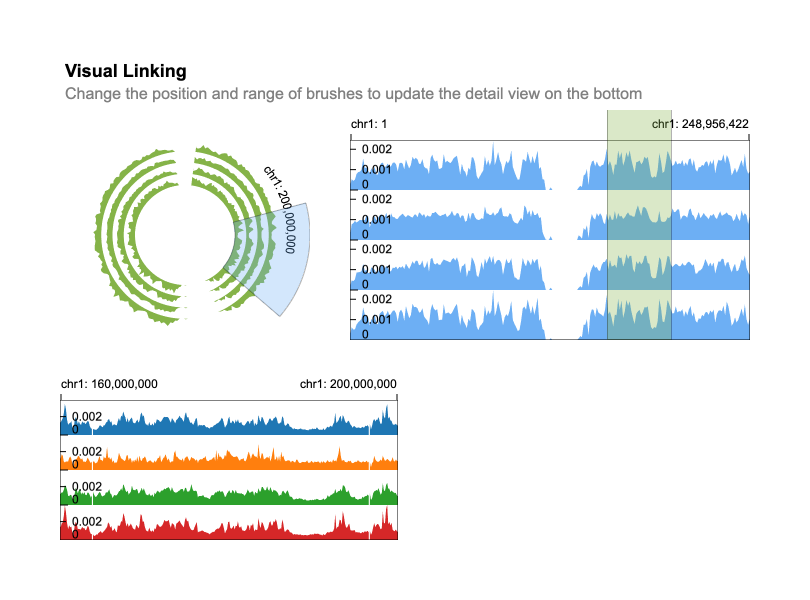 Visual Linking
Change the position and range of brushes to update the detail view on the bottom
chr1: 200,000,000
chr1: 1
chr1: 248,956,422
0.002
0.001
0
0.002
0.001
0
0.002
0.001
0
0.002
0.001
0
chr1: 160,000,000
chr1: 200,000,000
0.002
0
0.002
0
0.002
0
0.002
0